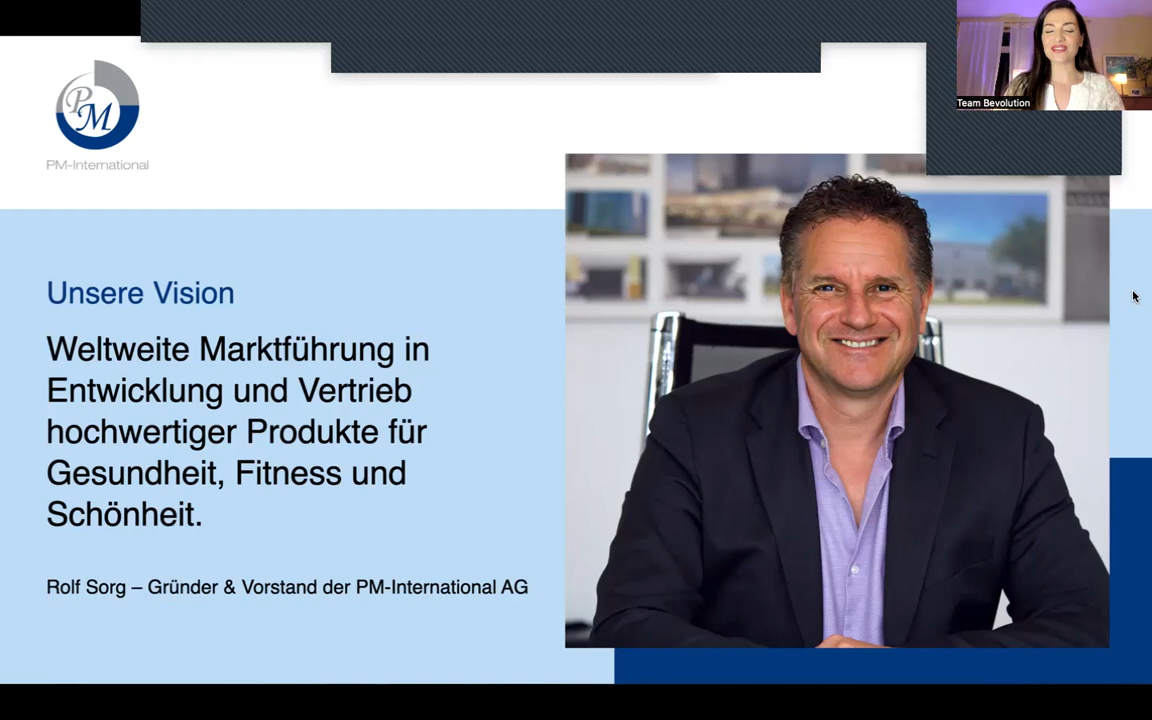 Team Bevolution
PM
PM-International
Unsere Vision
Weltweite Marktführung in
Entwicklung und Vertrieb
hochwertiger Produkte für
Gesundheit, Fitness und
Schönheit.
Rolf Sorg – Gründer & Vorstand der PM-International AG